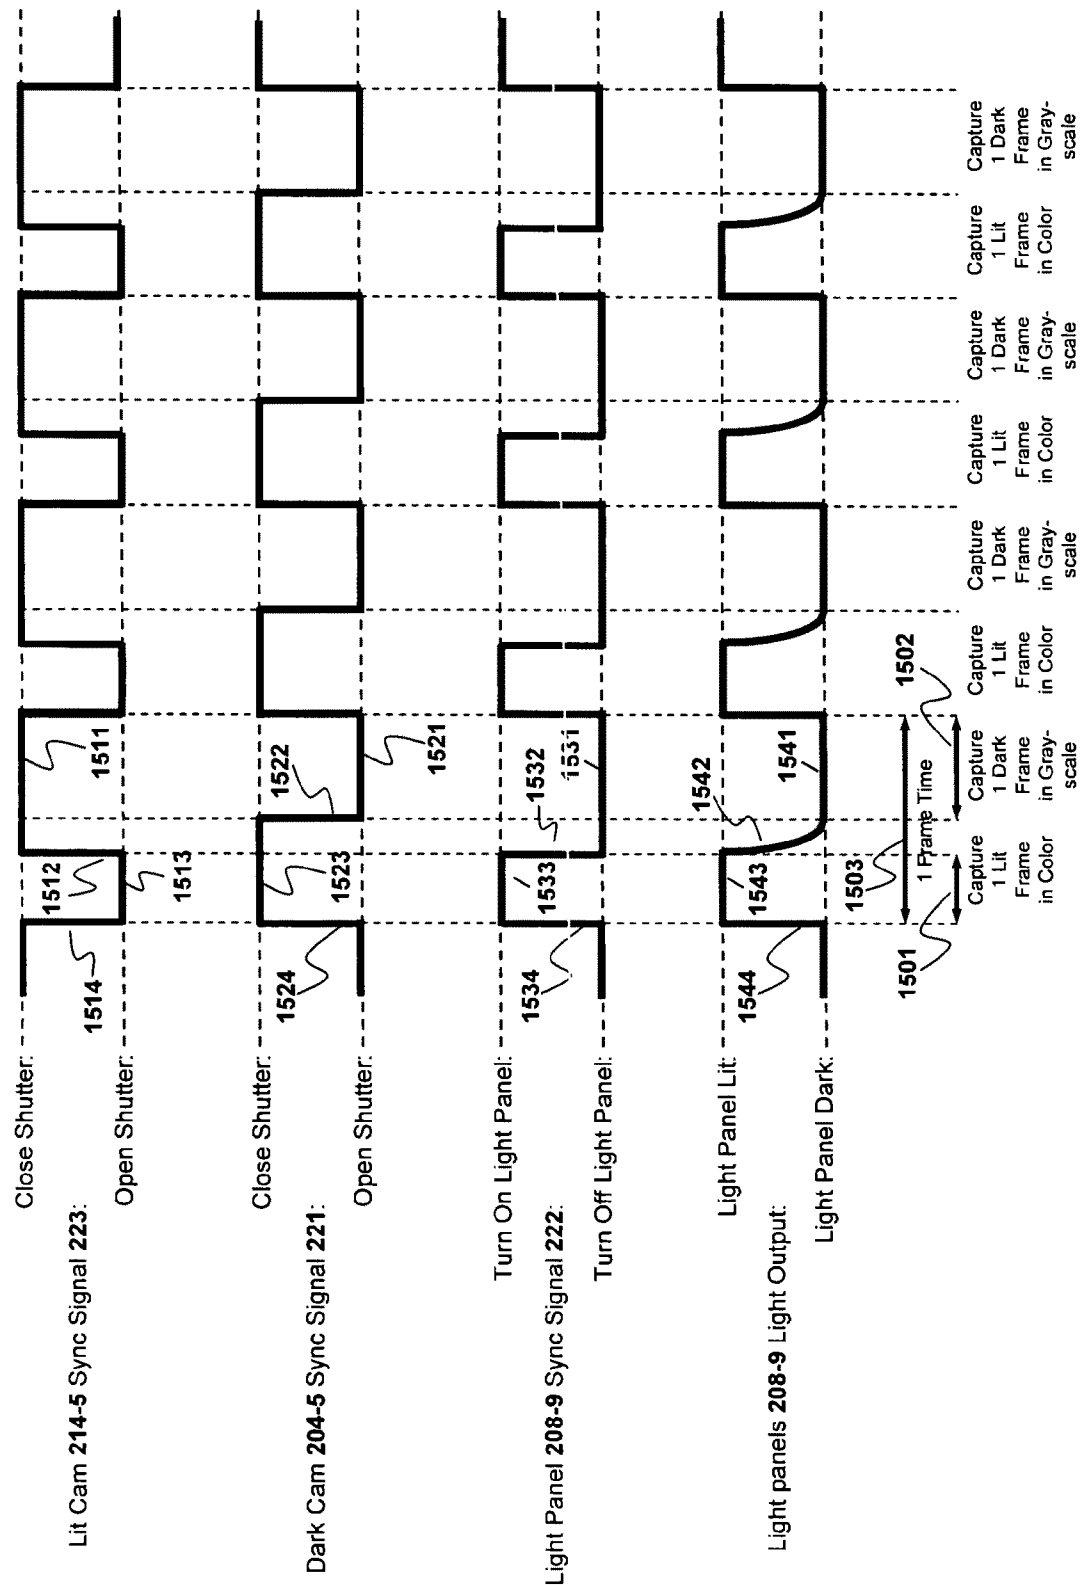 Lit Cam 214-5 Sync Signal 223:
Close Shutter:
Open Shutter:
1514
1512
1513
1511
Dark Cam 204-5 Sync Signal 221:
Close Shutter:
Open Shutter:
1524
1523
1522
1521
Light Panel 208-9 Sync Signal 222:
Turn On Light Panel:
Turn Off Light Panel:
1534
1533
1532
1531
Light panels 208-9 Light Output:
Light Panel Lit:
Light Panel Dark:
1544
1543
1542
1541
1503
1 Frame Time
1501
1502
Capture
1 Lit
Frame
in Color
Capture
1 Dark
Frame
in Gray-
scale
Capture
1 Lit
Frame
in Color
Capture
1 Dark
Frame
in Gray-
scale
Capture
1 Lit
Frame
in Color
Capture
1 Dark
Frame
in Gray-
scale
Capture
1 Lit
Frame
in Color
Capture
1 Dark
Frame
in Gray-
scale